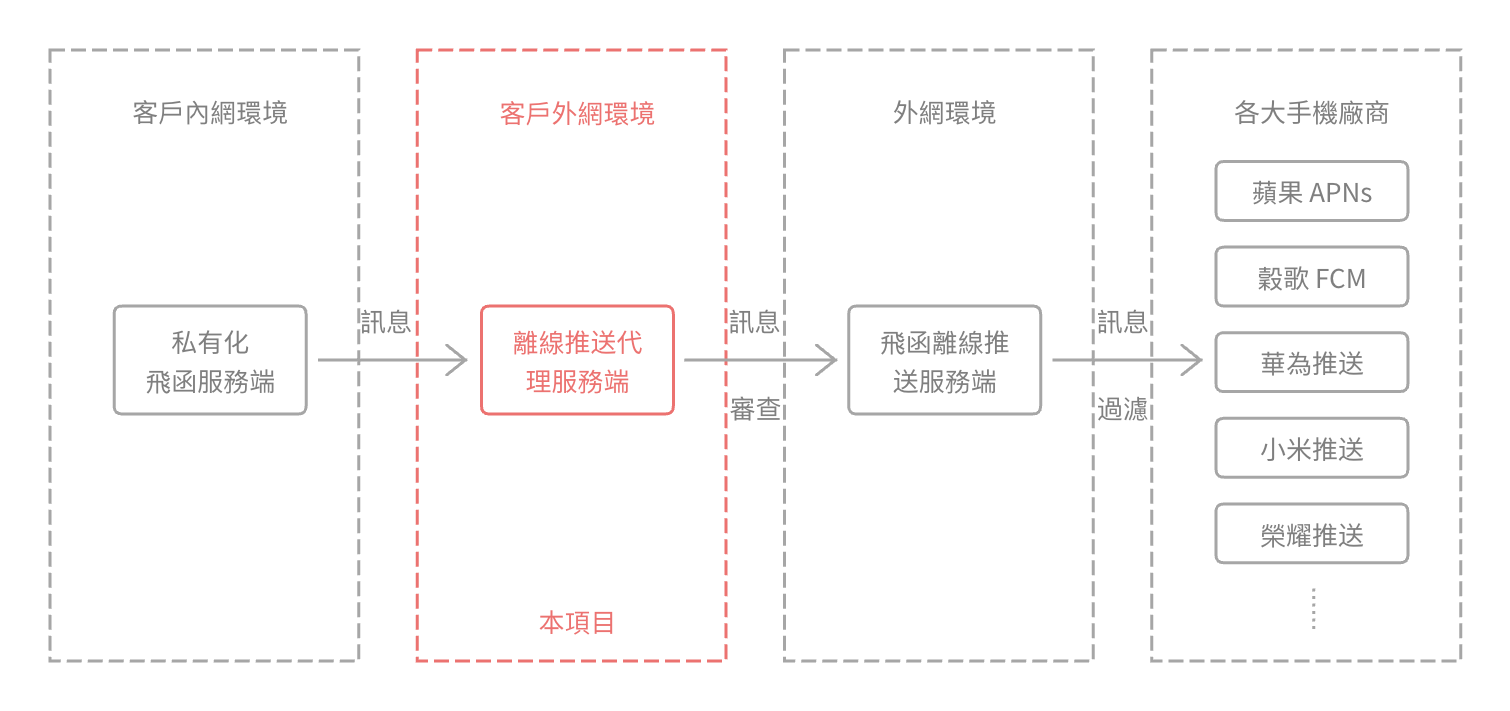 客戶內網環境
私有化
飛函服務端
訊息
客戶外網環境
離線推送代
理服務端
本項目
訊息
審查
外網環境
飛函離線推
送服務端
訊息
過濾
各大手機廠商
蘋果 APNs
穀歌 FCM
華為推送
小米推送
榮耀推送